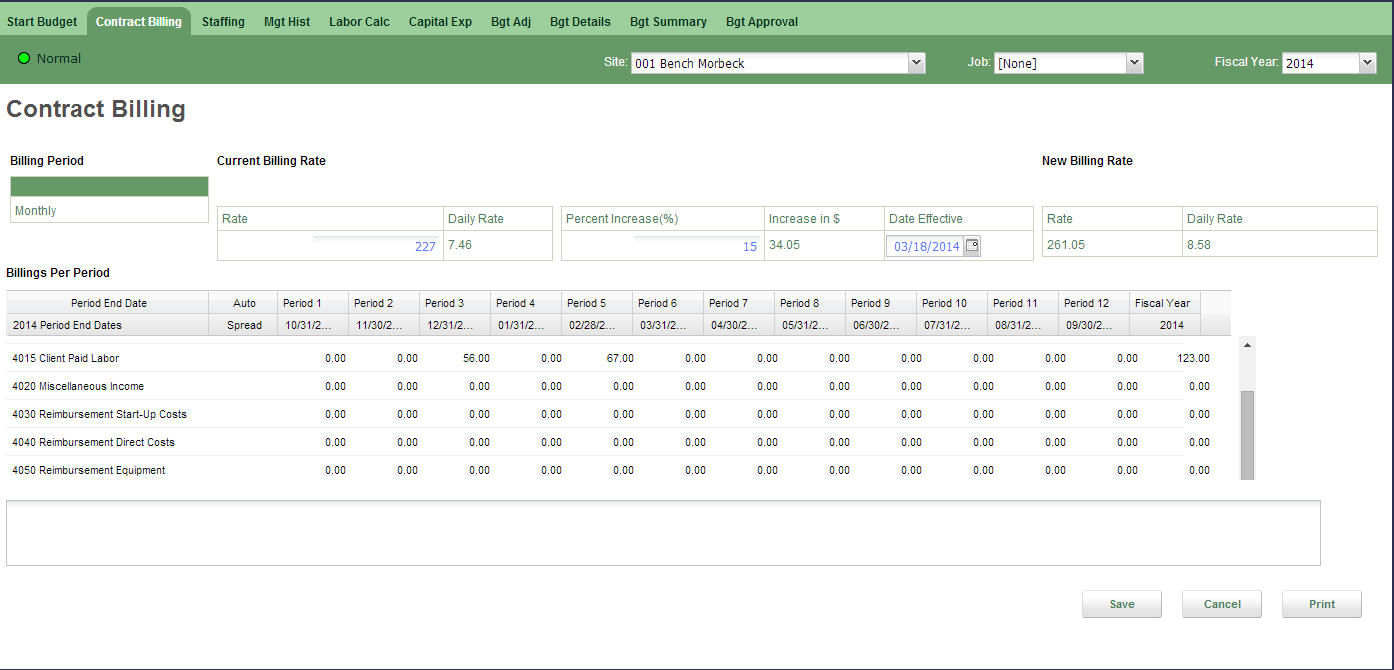 Start Budget Contract Billing Staffing Mgt Hist Labor Calc Capital Exp Bgt Adj Bgt Details Bgt Summary Bgt Approval
Normal Site: 001 Bench Morbeck Job: [None] Fiscal Year: 2014
Contract Billing
Billing Period Current Billing Rate New Billing Rate
Monthly
Rate Daily Rate Percent Increase(%) Increase in $ Date Effective Rate Daily Rate
227 7.46 15 34.05 03/18/2014 261.05 8.58
Billings Per Period
Period End Date Auto Period 1 Period 2 Period 3 Period 4 Period 5 Period 6 Period 7 Period 8 Period 9 Period 10 Period 11 Period 12 Fiscal Year
2014 Period End Dates Spread 10/31/2... 11/30/2... 12/31/2... 01/31/2... 02/28/2... 03/31/2... 04/30/2... 05/31/2... 06/30/2... 07/31/2... 08/31/2... 09/30/2... 2014
4015 Client Paid Labor 0.00 0.00 56.00 0.00 67.00 0.00 0.00 0.00 0.00 0.00 0.00 0.00 123.00
4020 Miscellaneous Income 0.00 0.00 0.00 0.00 0.00 0.00 0.00 0.00 0.00 0.00 0.00 0.00 0.00
4030 Reimbursement Start-Up Costs 0.00 0.00 0.00 0.00 0.00 0.00 0.00 0.00 0.00 0.00 0.00 0.00 0.00
4040 Reimbursement Direct Costs 0.00 0.00 0.00 0.00 0.00 0.00 0.00 0.00 0.00 0.00 0.00 0.00 0.00
4050 Reimbursement Equipment 0.00 0.00 0.00 0.00 0.00 0.00 0.00 0.00 0.00 0.00 0.00 0.00 0.00
Save Cancel Print